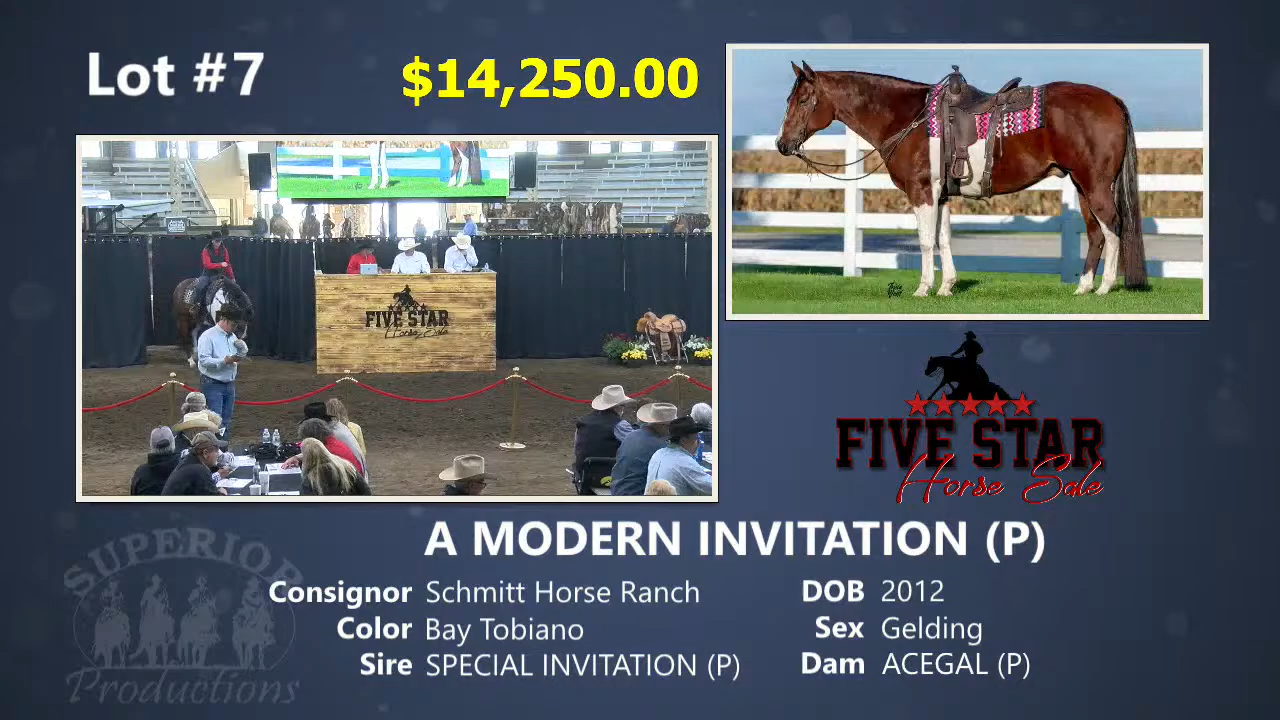 Lot #7
$14,250.00
FIVE STAR
Horse Sale
FIVE STAR
Horse Sale
A MODERN INVITATION (P)
SUPERIOR
Productions
Consignor Schmitt Horse Ranch
DOB 2012
Color Bay Tobiano
Sex Gelding
Sire SPECIAL INVITATION (P)
Dam ACEGAL (P)